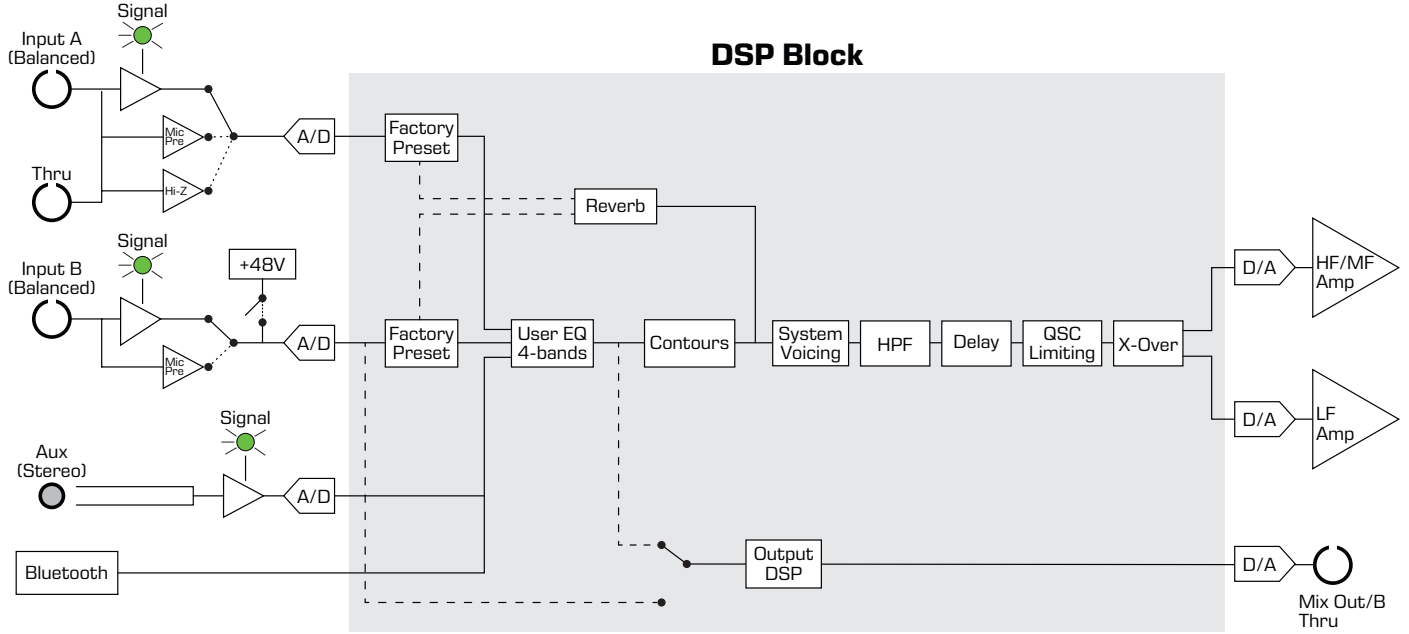 DSP Block
Signal
Input A
(Balanced)
Mic
Pre
Thru
Hi-Z
A/D
Factory
Preset
Reverb
Signal
Input B
(Balanced)
+48V
Mic
Pre
A/D
Factory
Preset
User EQ
4-bands
Contours
System
Voicing
HPF
Delay
QSC
Limiting
X-Over
D/A
HF/MF
Amp
D/A
LF
Amp
Signal
Aux
(Stereo)
A/D
Bluetooth
Output
DSP
D/A
Mix Out/B
Thru